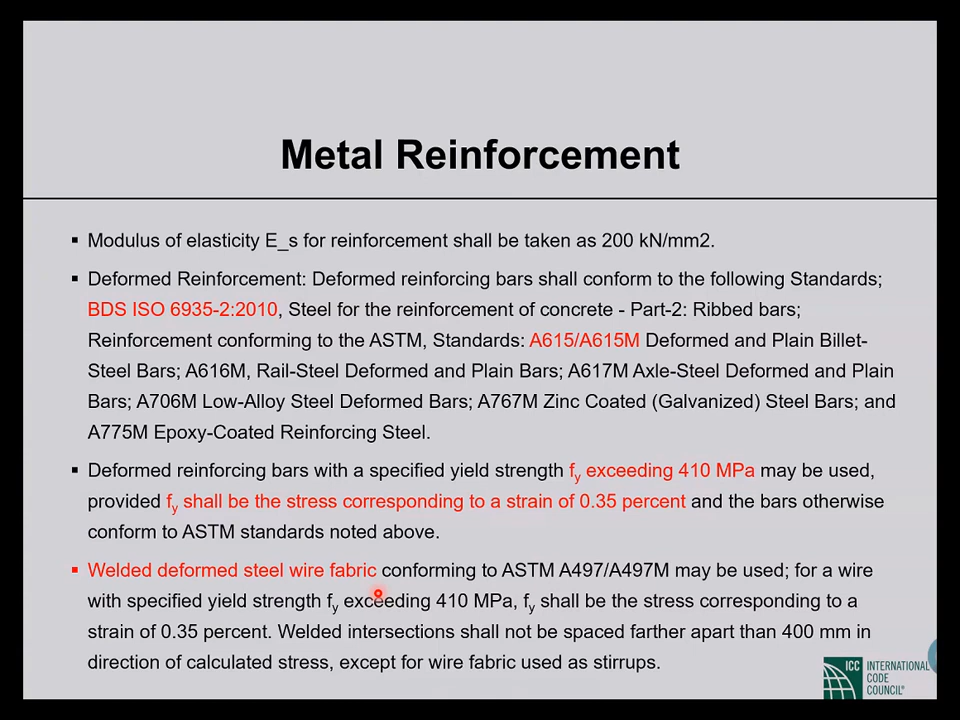 Metal Reinforcement
▪ Modulus of elasticity E_s for reinforcement shall be taken as 200 kN/mm2.
▪ Deformed Reinforcement: Deformed reinforcing bars shall conform to the following Standards;
BDS ISO 6935-2:2010, Steel for the reinforcement of concrete - Part-2: Ribbed bars;
Reinforcement conforming to the ASTM, Standards: A615/A615M Deformed and Plain Billet-
Steel Bars; A616M, Rail-Steel Deformed and Plain Bars; A617M Axle-Steel Deformed and Plain
Bars; A706M Low-Alloy Steel Deformed Bars; A767M Zinc Coated (Galvanized) Steel Bars; and
A775M Epoxy-Coated Reinforcing Steel.
▪ Deformed reinforcing bars with a specified yield strength fy exceeding 410 MPa may be used,
provided fy shall be the stress corresponding to a strain of 0.35 percent and the bars otherwise
conform to ASTM standards noted above.
▪ Welded deformed steel wire fabric conforming to ASTM A497/A497M may be used; for a wire
with specified yield strength fy exceeding 410 MPa, fy shall be the stress corresponding to a
strain of 0.35 percent. Welded intersections shall not be spaced farther apart than 400 mm in
direction of calculated stress, except for wire fabric used as stirrups.
ICC
INTERNATIONAL
CODE
COUNCIL®